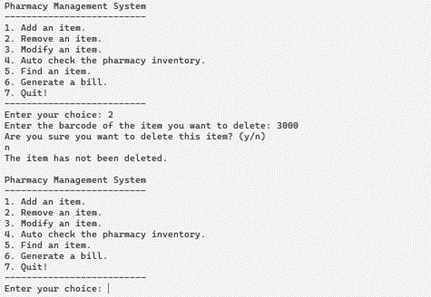 Pharmacy Management System
--------------------------
1. Add an item.
2. Remove an item.
3. Modify an item.
4. Auto check the pharmacy inventory.
5. Find an item.
6. Generate a bill.
7. Quit!
--------------------------
Enter your choice: 2
Enter the barcode of the item you want to delete: 3000
Are you sure you want to delete this item? (y/n)
n
The item has not been deleted.
Pharmacy Management System
--------------------------
1. Add an item.
2. Remove an item.
3. Modify an item.
4. Auto check the pharmacy inventory.
5. Find an item.
6. Generate a bill.
7. Quit!
--------------------------
Enter your choice: